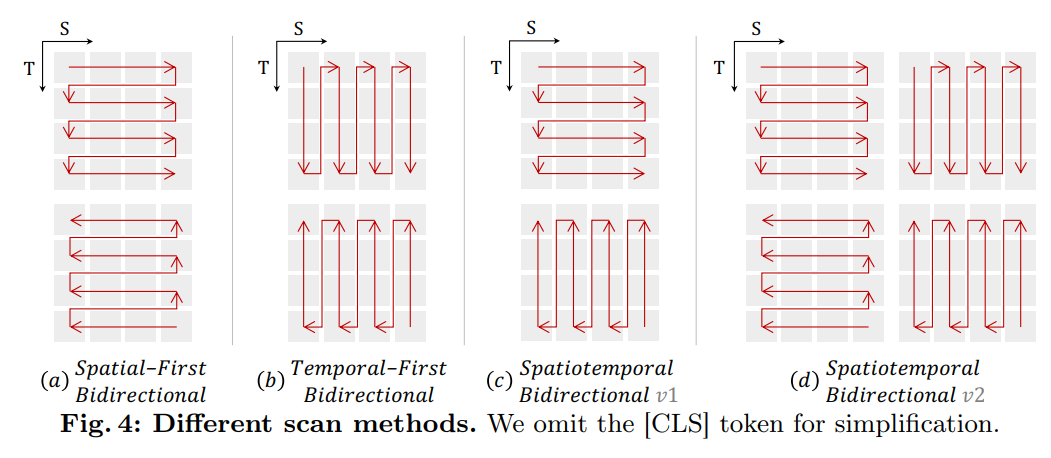 S
T
S
T
S
T
S
T
(a) Spatial–First
Bidirectional
(b) Temporal–First
Bidirectional
(c) Spatiotemporal
Bidirectional v1
(d) Spatiotemporal
Bidirectional v2
Fig. 4: Different scan methods. We omit the [CLS] token for simplification.